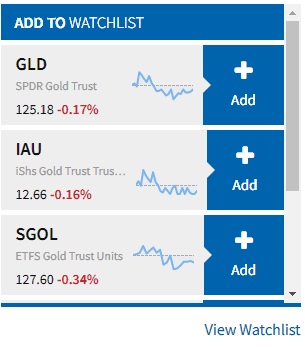 ADD TO WATCHLIST
GLD
SPDR Gold Trust
125.18 -0.17%
Add
IAU
iShs Gold Trust Trus...
12.66 -0.16%
Add
SGOL
ETFS Gold Trust Units
127.60 -0.34%
Add
View Watchlist